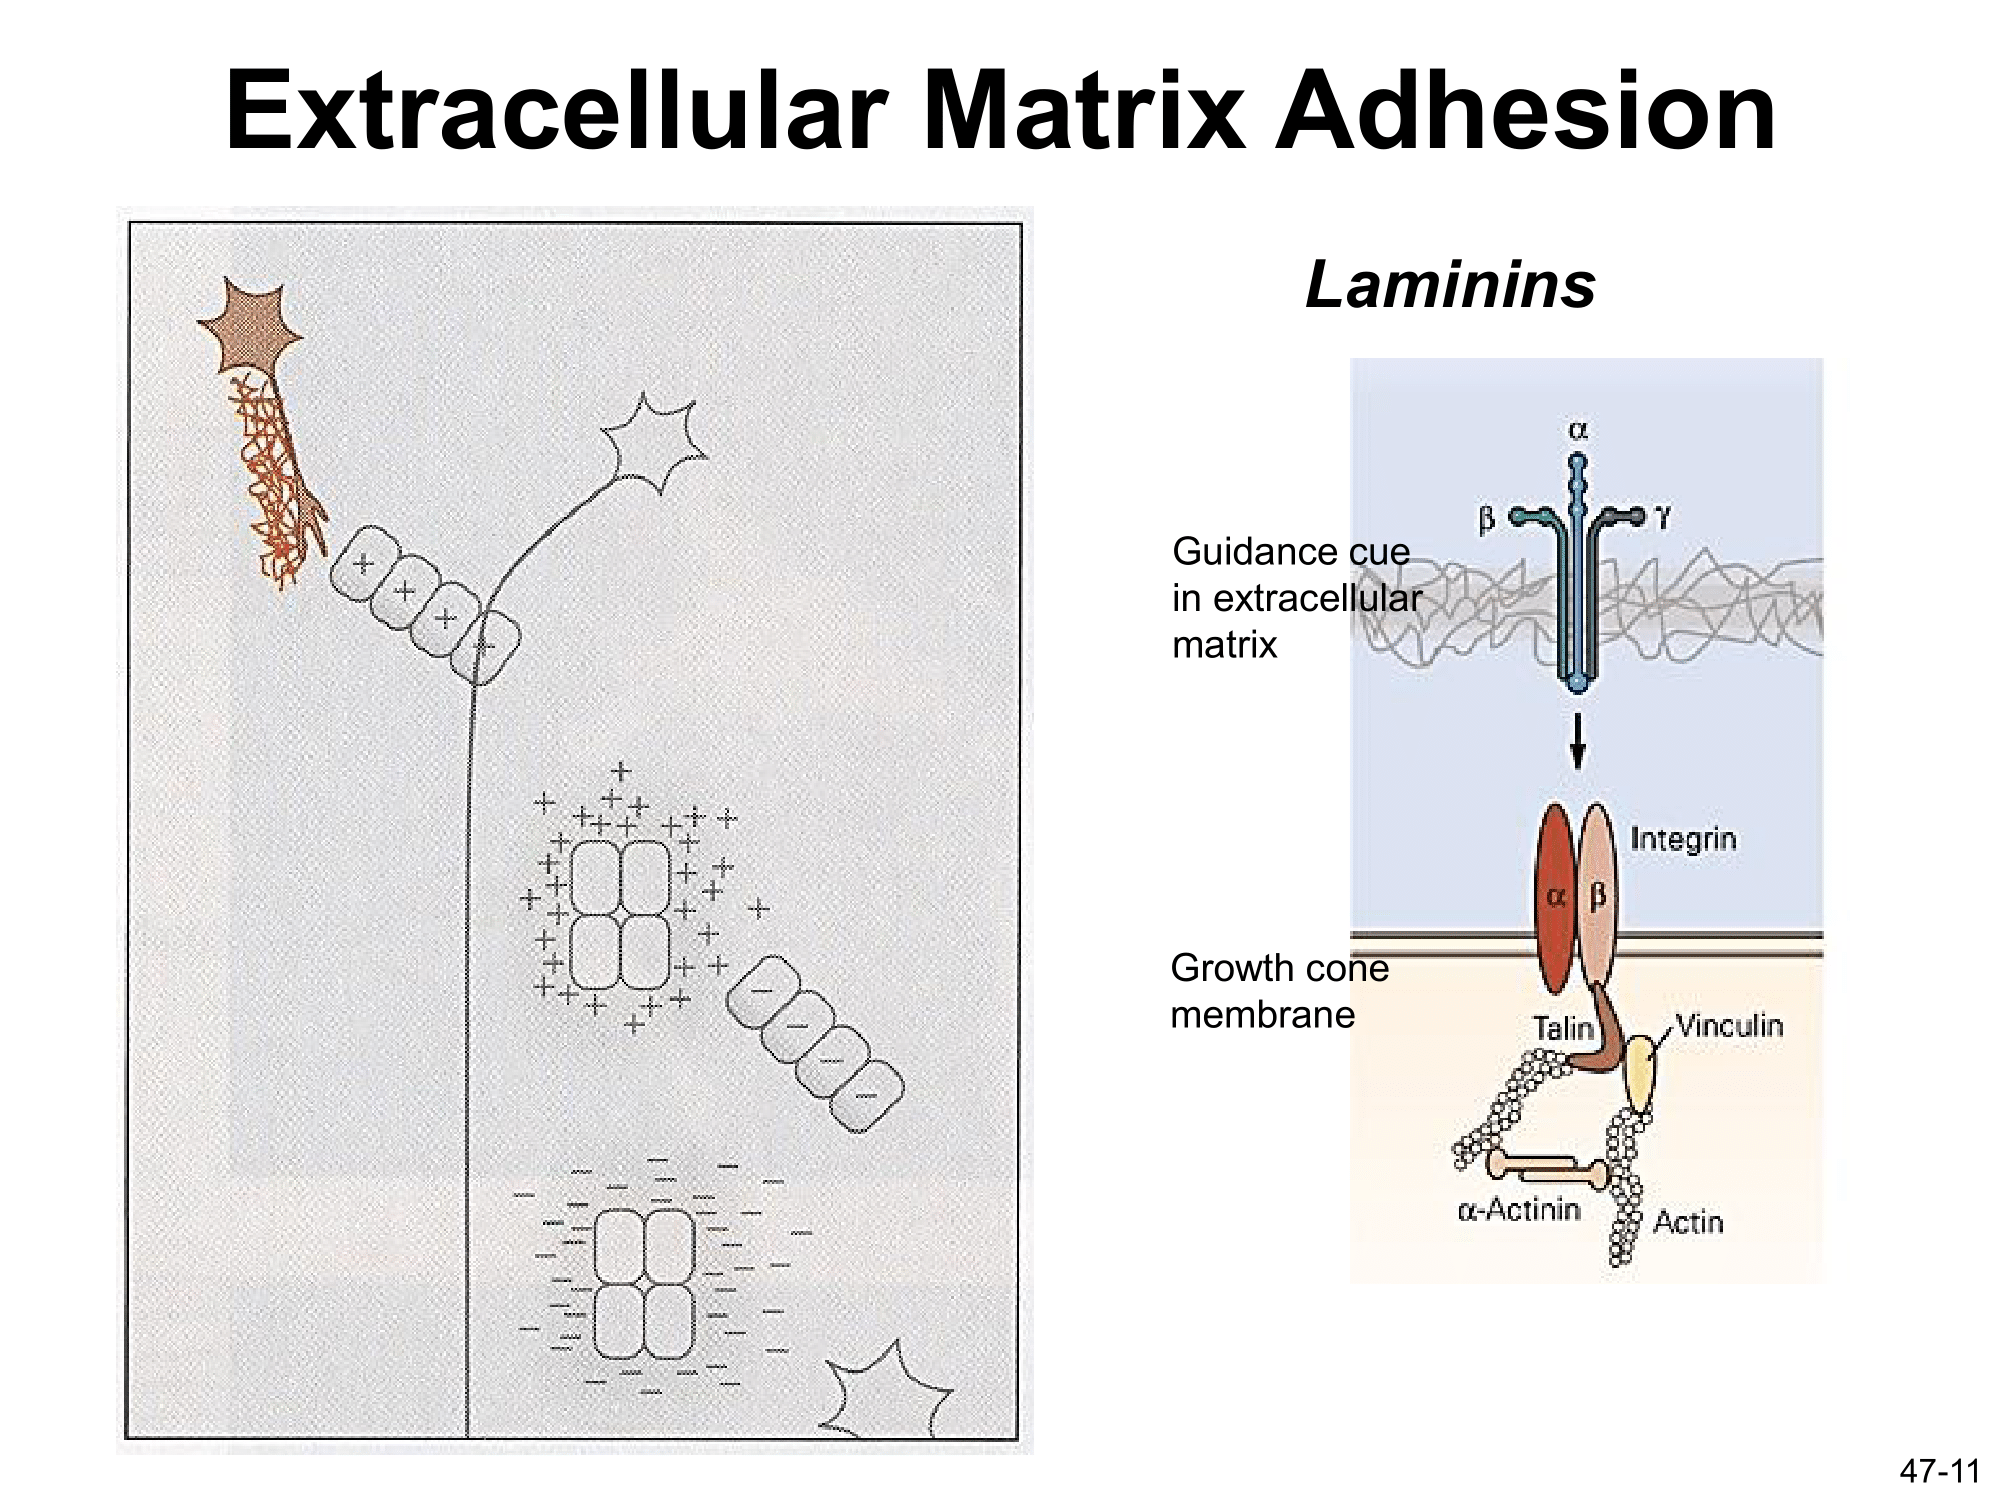 Extracellular Matrix Adhesion
Laminins
α
β
γ
Guidance cue
in extracellular
matrix
Integrin
α
β
Growth cone
membrane
Talin
Vinculin
α-Actinin
Actin
+
+
+
+
+ + + + + + + + + + + + + + + + + + + + + + + + + + + + + + + + + + + +
−
−
−
−
47-11